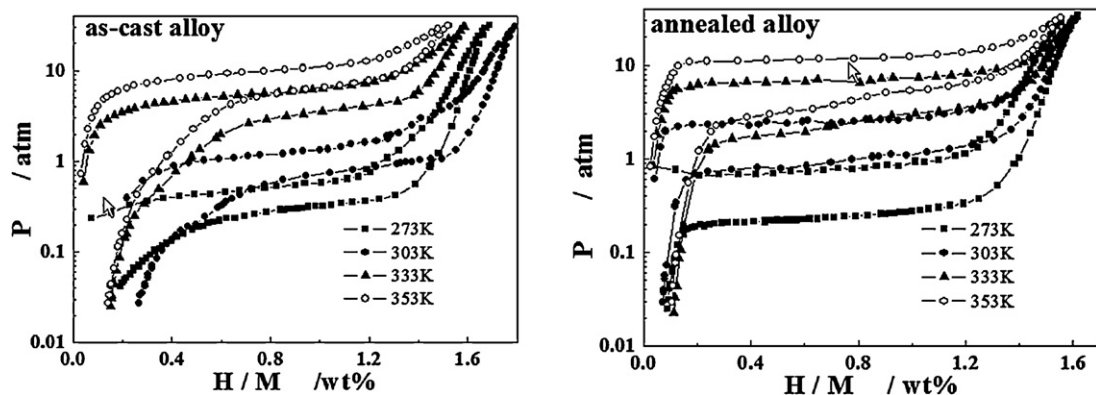 as-cast alloy
P / atm
10
1
0.1
0.01
273K
303K
333K
353K
0.0 0.4 0.8 1.2 1.6
H / M /wt%
annealed alloy
P / atm
10
1
0.1
0.01
273K
303K
333K
353K
0.0 0.4 0.8 1.2 1.6
H / M / wt%